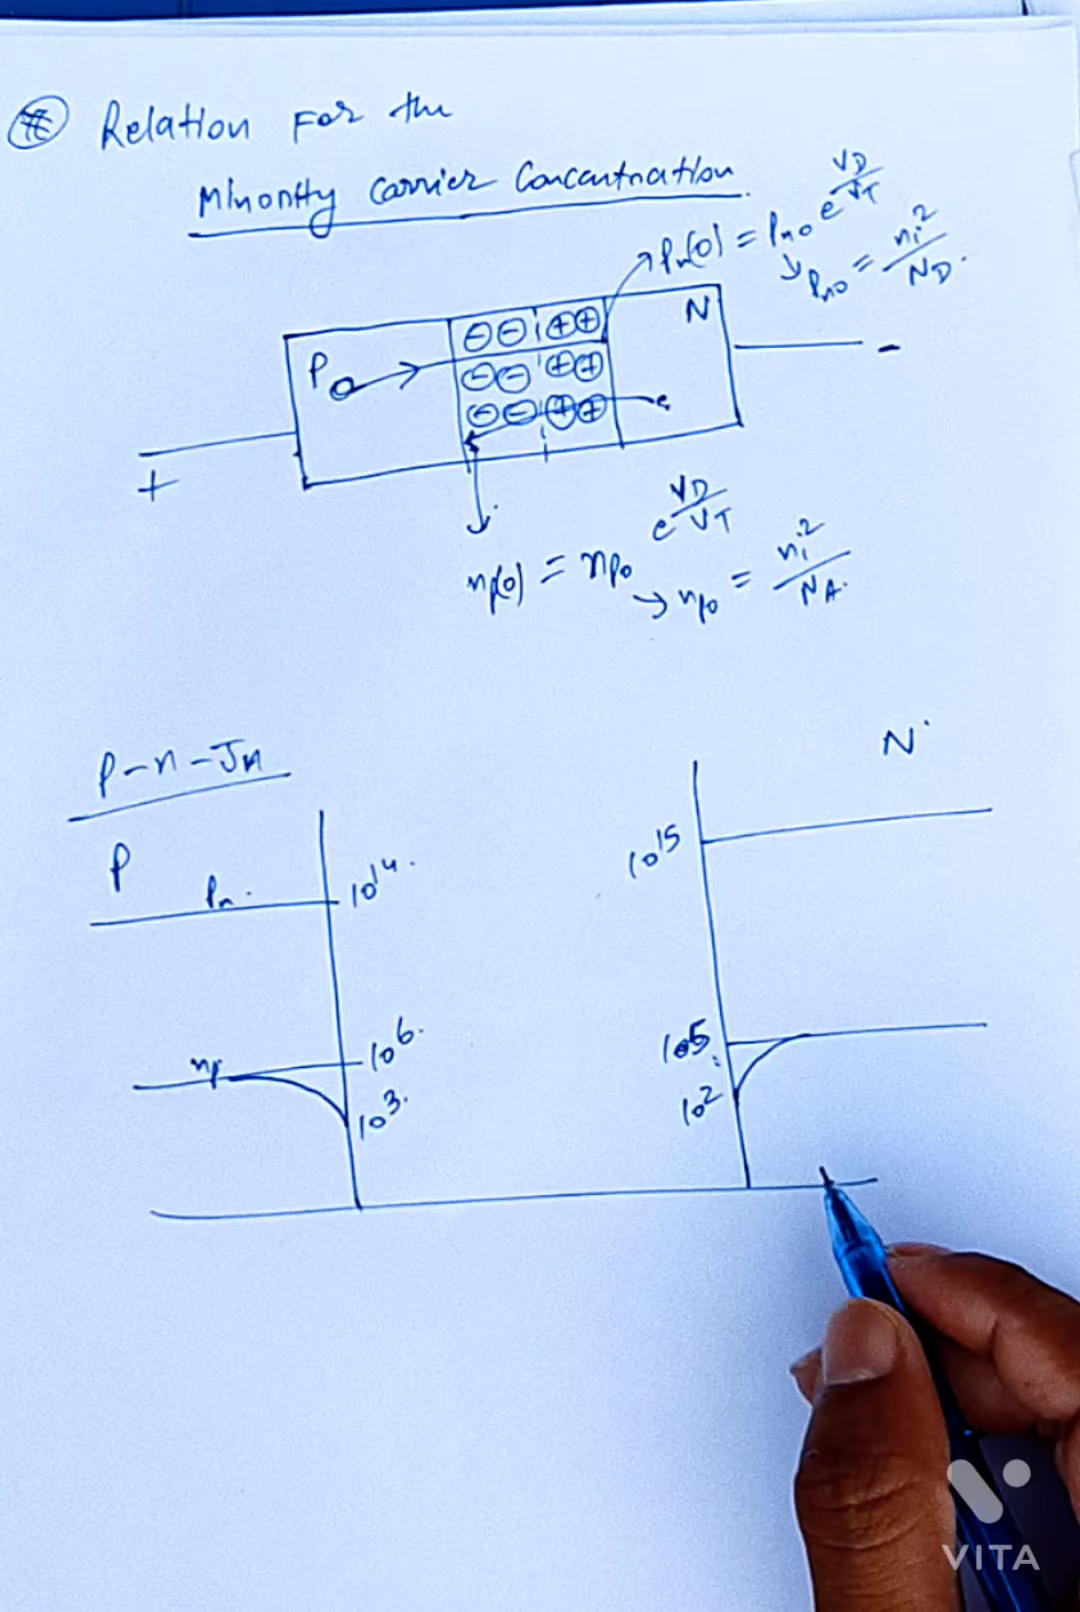 Relation For the
Minority Carrier Concentration
Pn(0) = Pno e^VD/VT
Pno = ni²/ND.
P
N
+
-
np(0) = npo e^VD/VT
→ npo = ni²/NA.
P-n-Jn
P
Pn.
10^14.
np
10^6.
10^3.
N
10^15
10^5
10^2
VITA